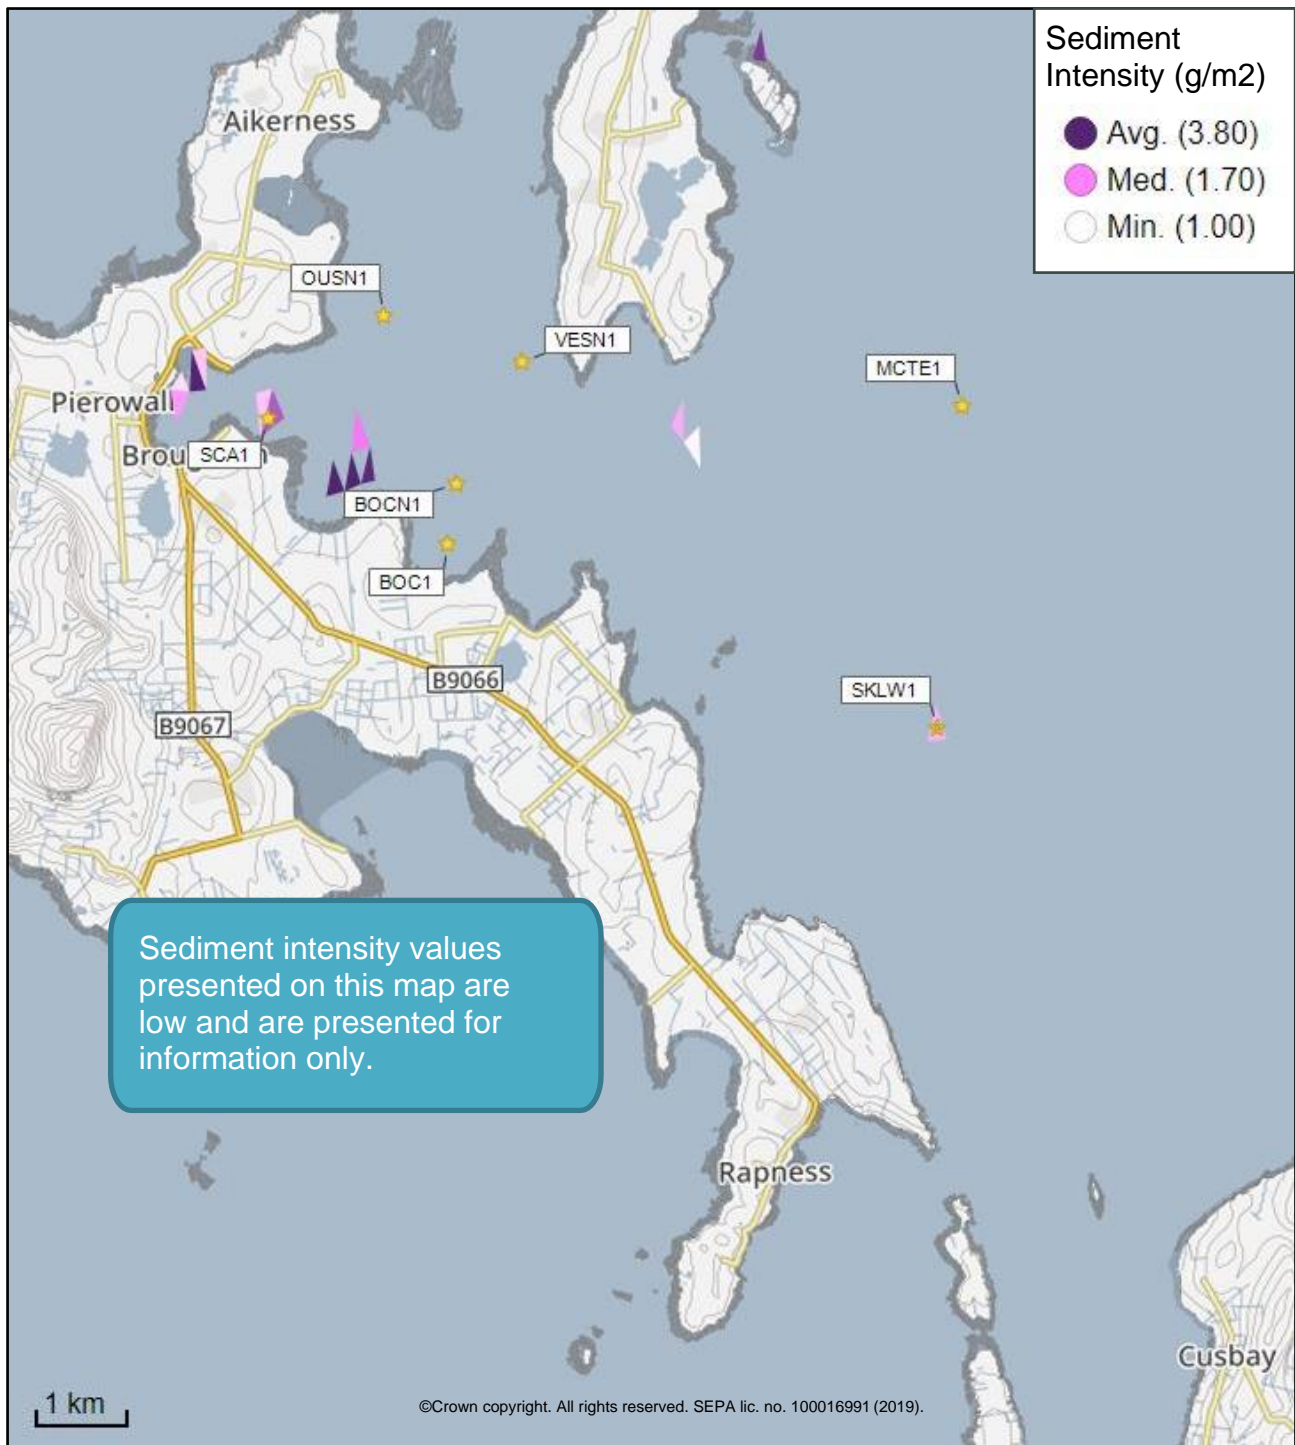 Sediment
Intensity (g/m2)
Avg. (3.80)
Med. (1.70)
Min. (1.00)
Aikerness
OUSN1
VESN1
MCTE1
Pierowall
SCA1
BOCN1
BOC1
B9066
SKLW1
B9067
Sediment intensity values
presented on this map are
low and are presented for
information only.
Rapness
Cusbay
1 km
©Crown copyright. All rights reserved. SEPA lic. no. 100016991 (2019).